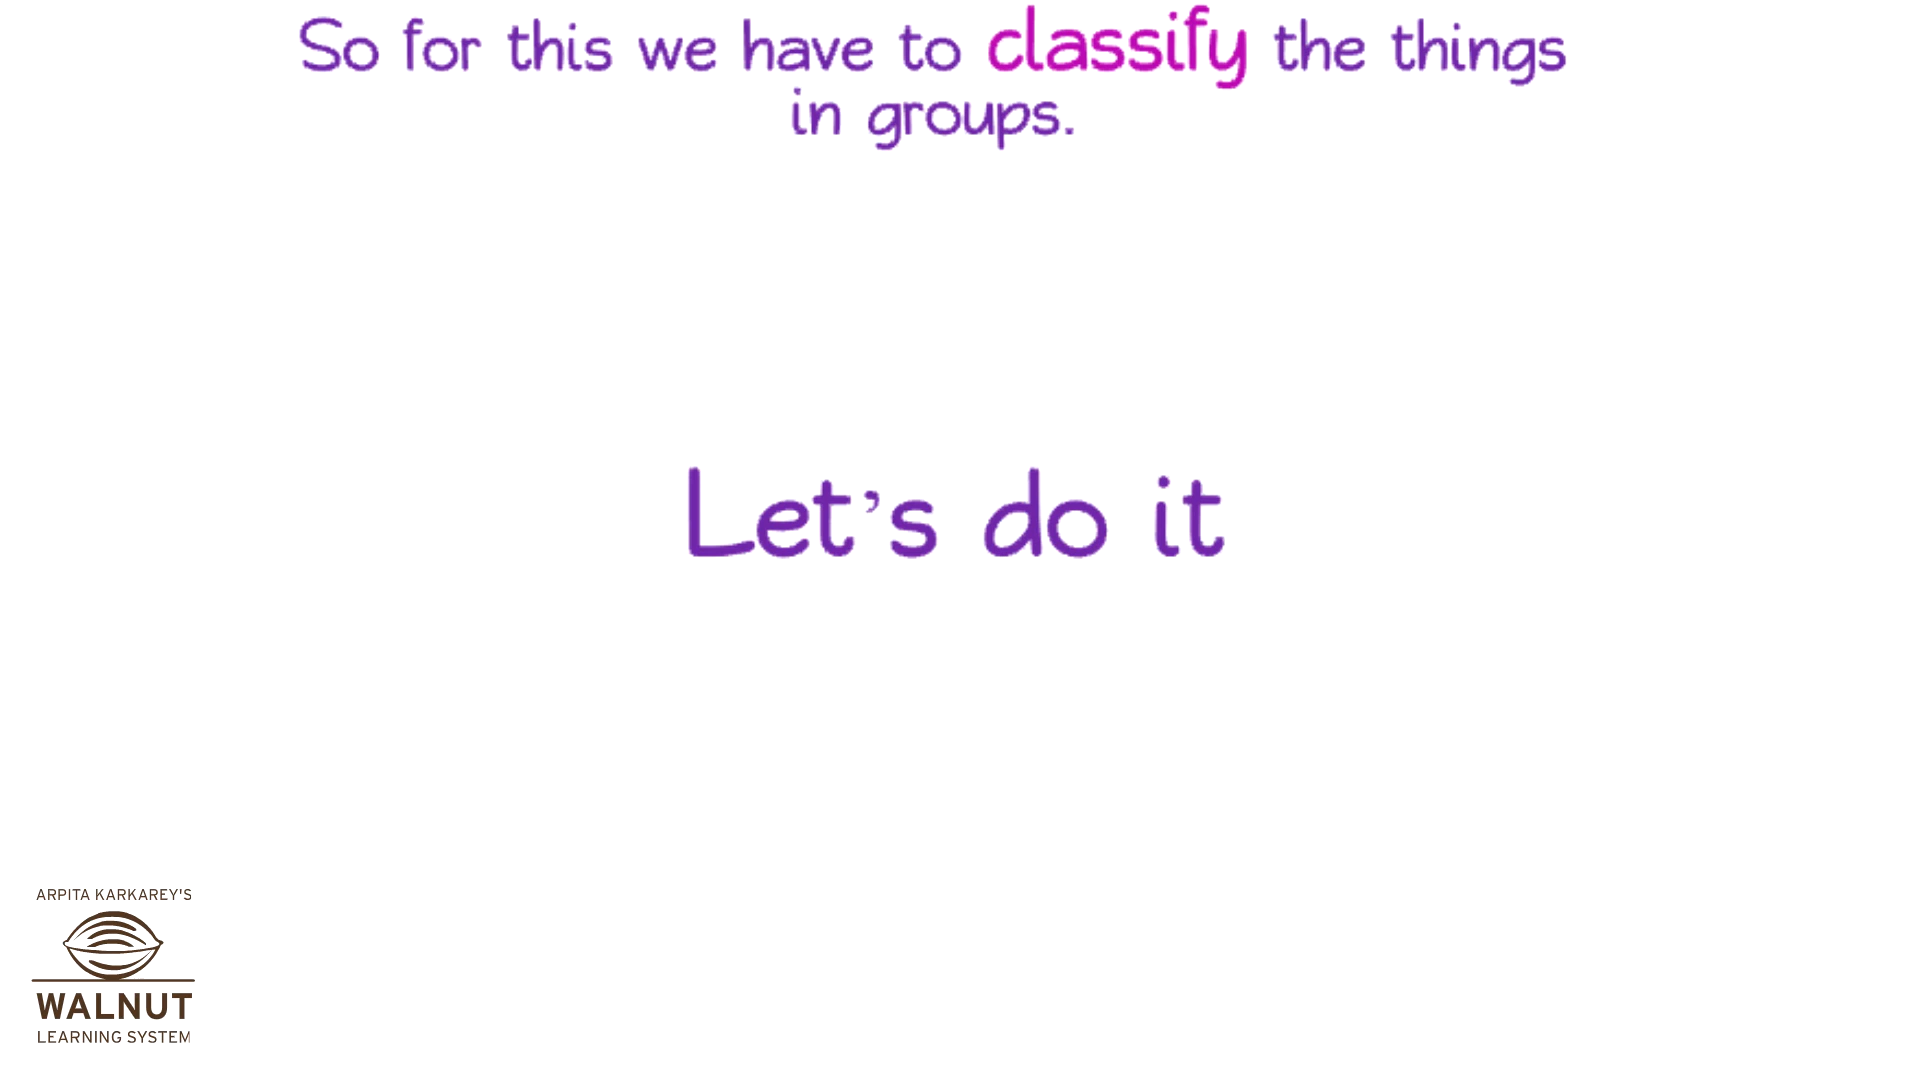 So for this we have to classify the things
in groups.
Let's do it
ARPITA KARKAREY'S
WALNUT
LEARNING SYSTEM